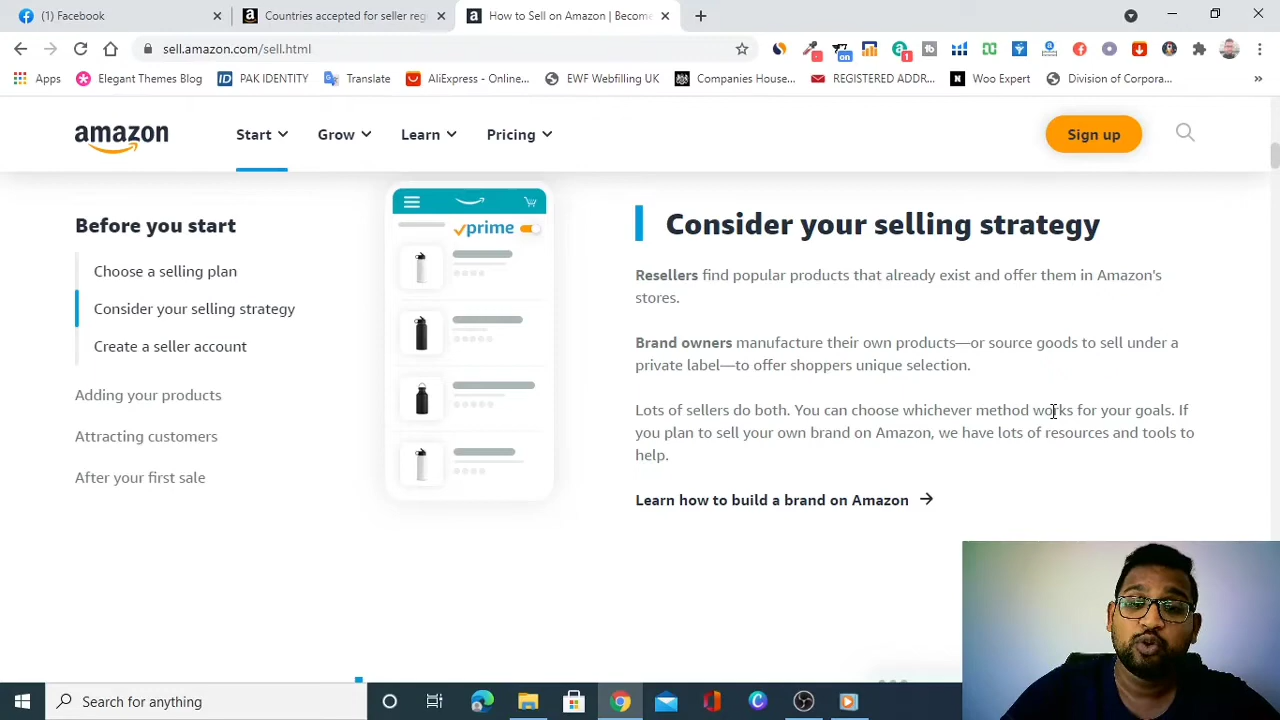 (1) Facebook
Countries accepted for seller reg
How to Sell on Amazon | Become
sell.amazon.com/sell.html
Apps
Elegant Themes Blog
PAK IDENTITY
Translate
AliExpress - Online...
EWF Webfilling UK
Companies House...
REGISTERED ADDR...
Woo Expert
Division of Corpora...
amazon
Start
Grow
Learn
Pricing
Sign up
Before you start
Choose a selling plan
Consider your selling strategy
Create a seller account
Adding your products
Attracting customers
After your first sale
prime
Consider your selling strategy
Resellers find popular products that already exist and offer them in Amazon's
stores.
Brand owners manufacture their own products—or source goods to sell under a
private label—to offer shoppers unique selection.
Lots of sellers do both. You can choose whichever method works for your goals. If
you plan to sell your own brand on Amazon, we have lots of resources and tools to
help.
Learn how to build a brand on Amazon
Search for anything